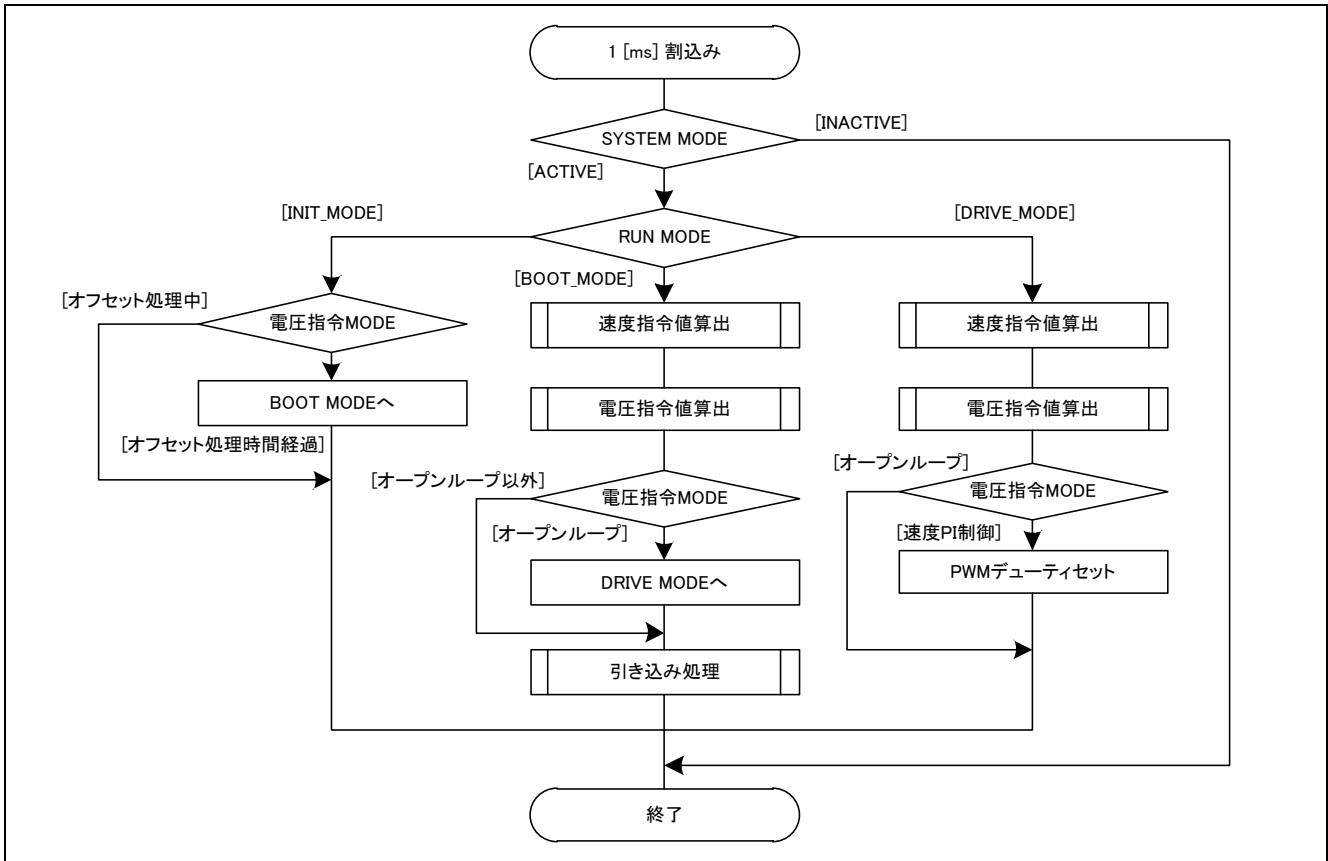 1 [ms] 割込み
SYSTEM MODE
[INACTIVE]
[ACTIVE]
RUN MODE
[INIT_MODE]
[DRIVE_MODE]
[BOOT_MODE]
[オフセット処理中]
電圧指令MODE
BOOT MODEへ
[オフセット処理時間経過]
速度指令値算出
電圧指令値算出
[オープンループ以外]
電圧指令MODE
[オープンループ]
DRIVE MODEへ
引き込み処理
速度指令値算出
電圧指令値算出
[オープンループ]
電圧指令MODE
[速度PI制御]
PWMデューティセット
終了